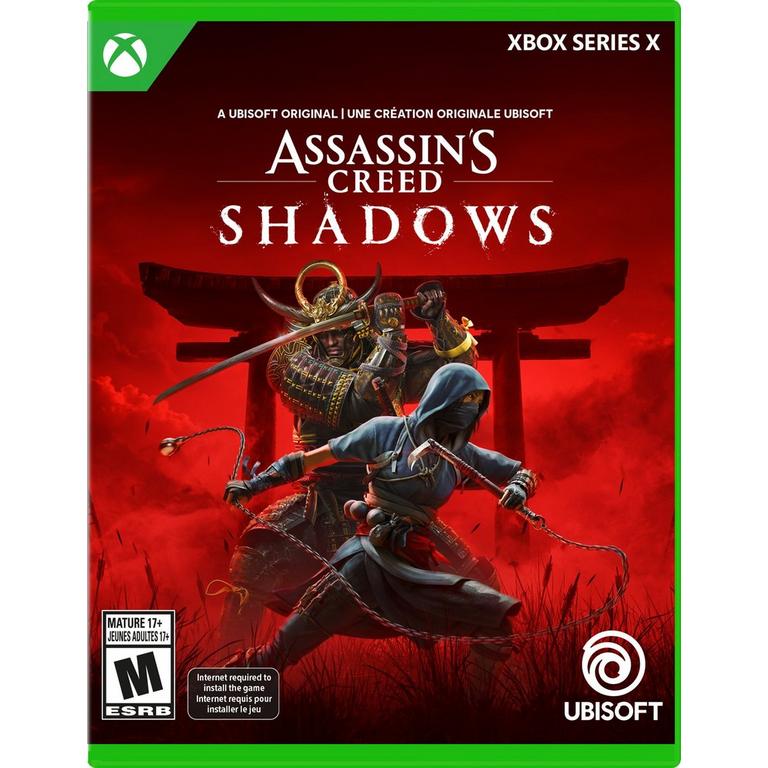 XBOX SERIES X
A UBISOFT ORIGINAL | UNE CRÉATION ORIGINALE UBISOFT
ASSASSIN'S
CREED
SHADOWS
MATURE 17+
JEUNES ADULTES 17+
M
ESRB
Internet required to
install the game
Internet requis pour
installer le jeu
UBISOFT